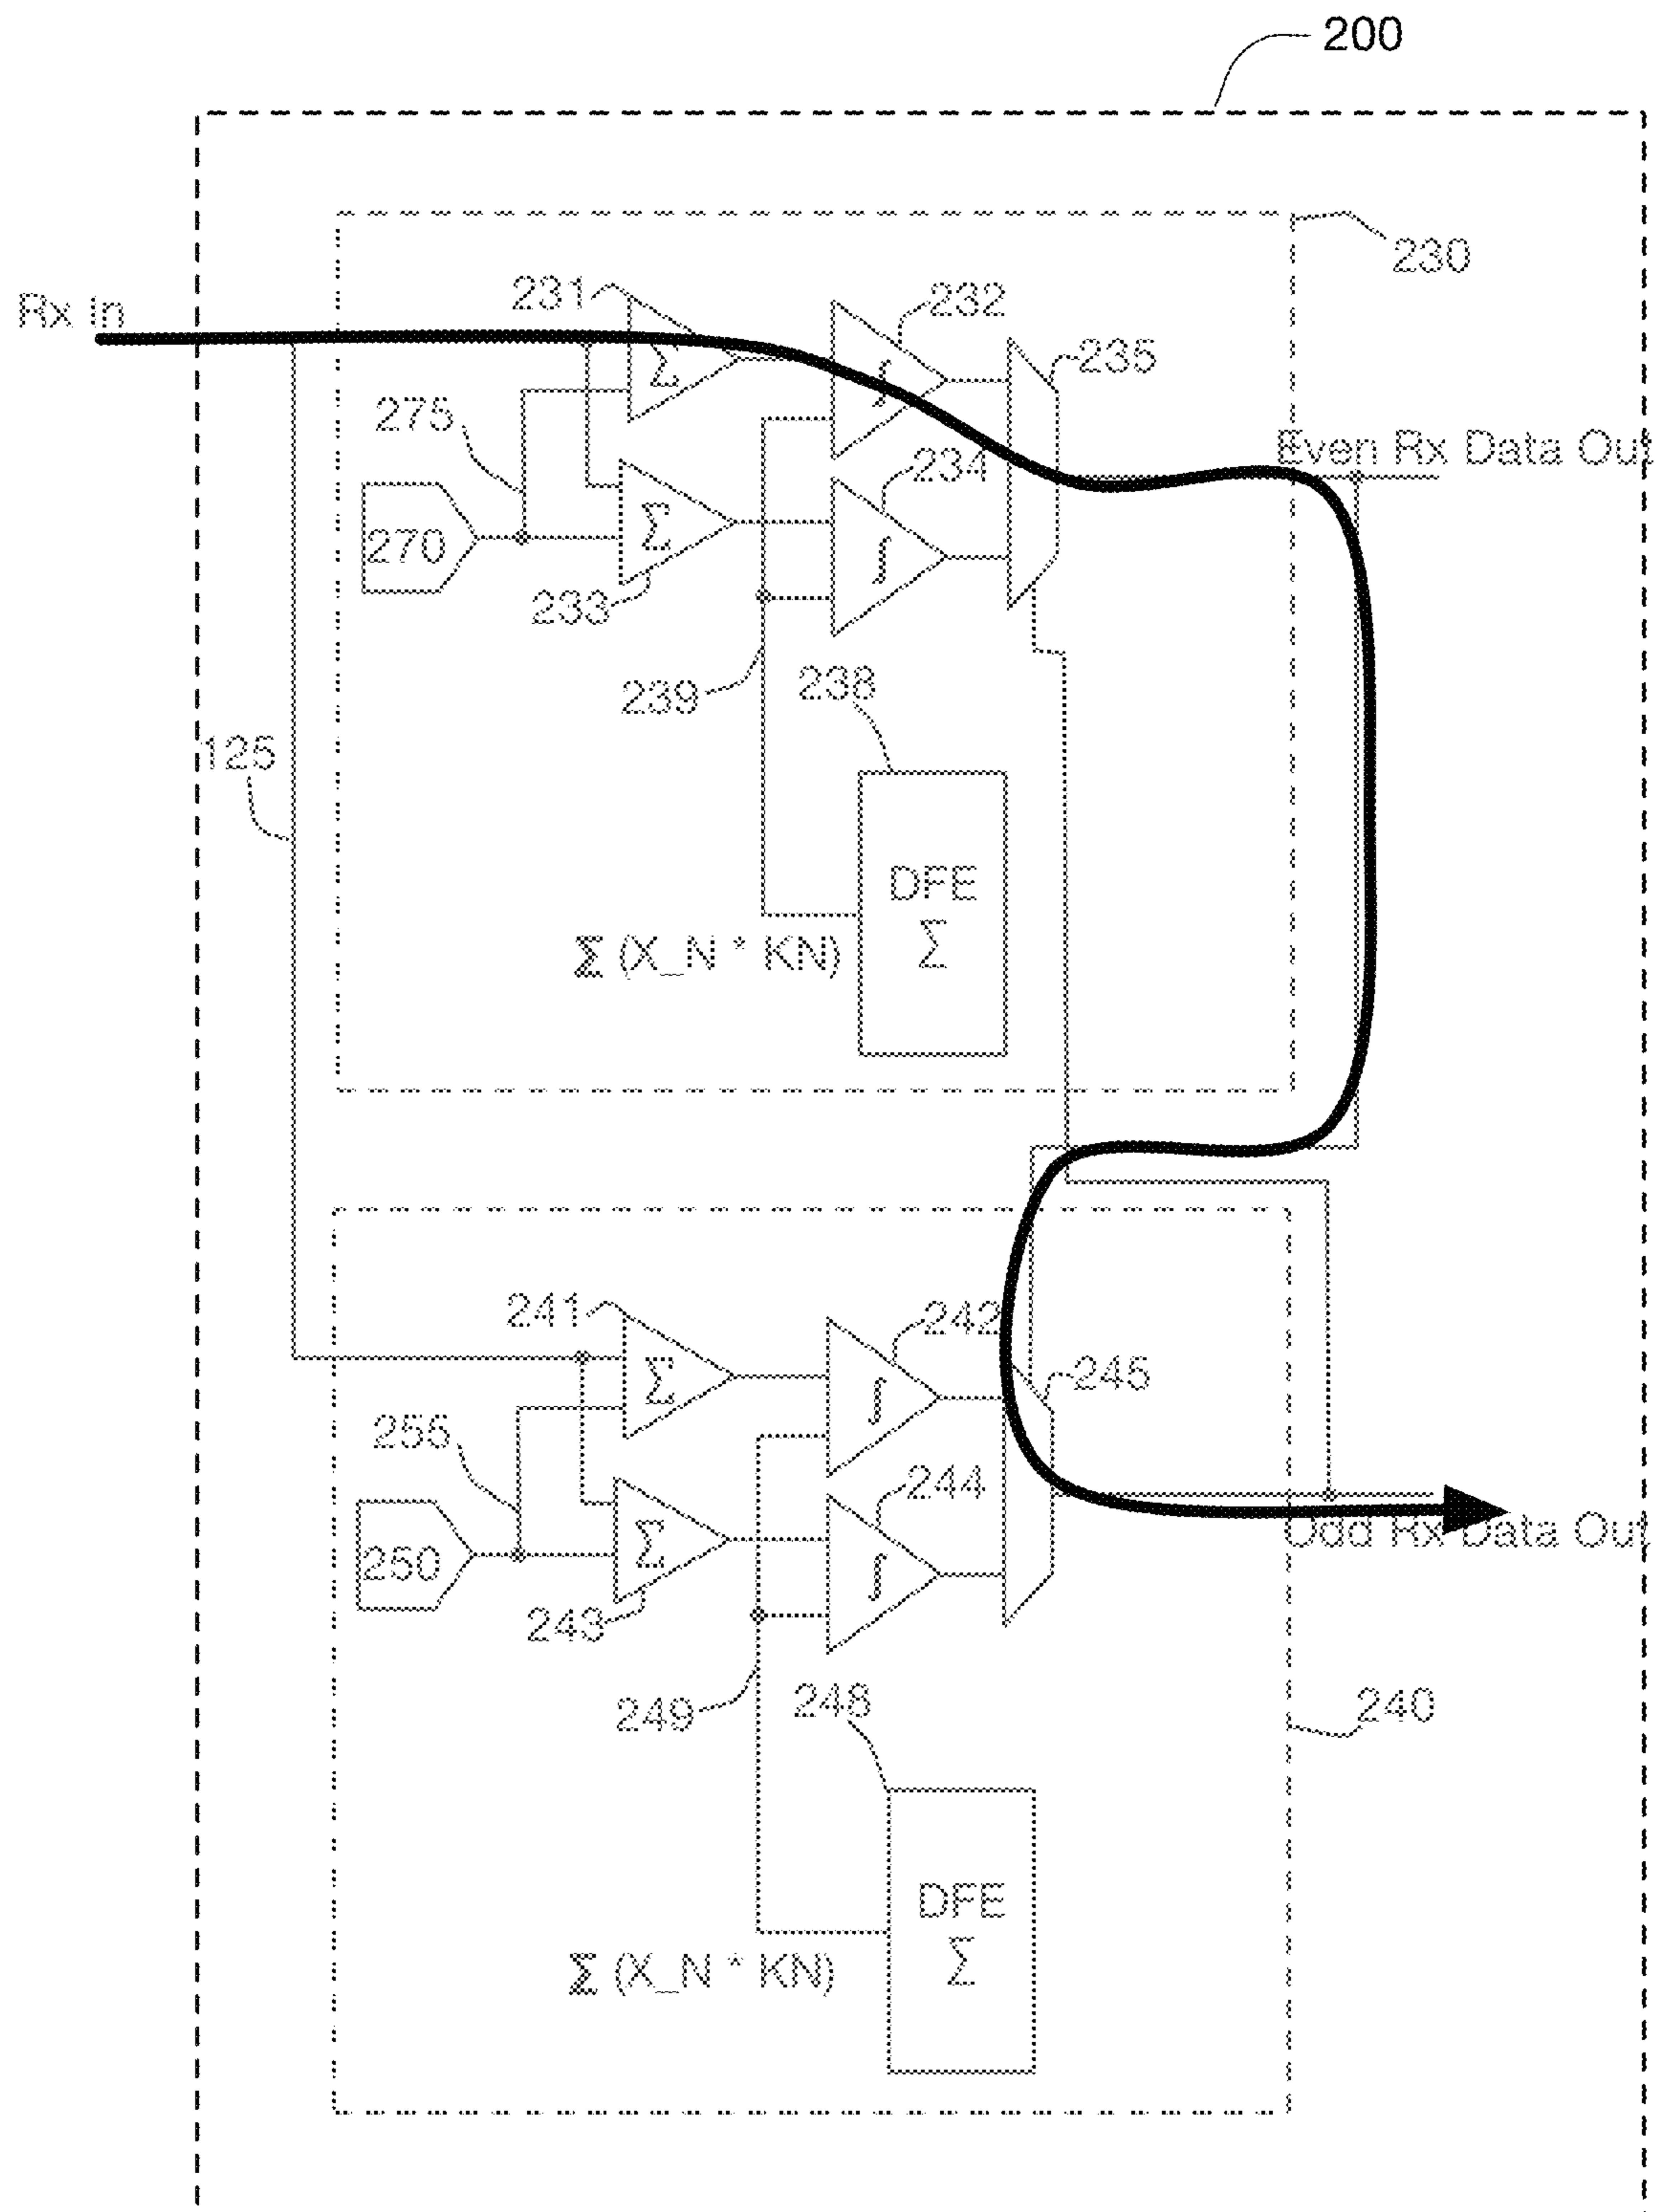 200
230
Rx In
231
232
235
275
Even Rx Data Out
234
Σ
∫
270
Σ
∫
233
239
238
125
DFE
Σ
Σ (X_N * KN)
241
242
245
255
Σ
∫
244
250
Σ
∫
Odd Rx Data Out
243
249
248
240
DFE
Σ
Σ (X_N * KN)